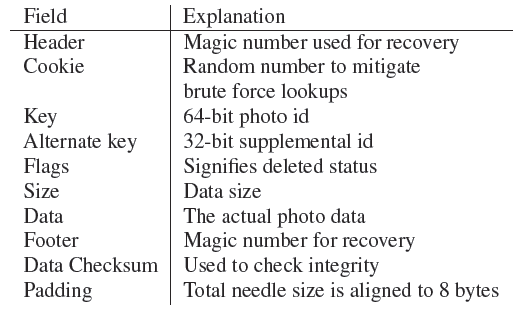 Field Explanation
Header Magic number used for recovery
Cookie Random number to mitigate
brute force lookups
Key 64-bit photo id
Alternate key 32-bit supplemental id
Flags Signifies deleted status
Size Data size
Data The actual photo data
Footer Magic number for recovery
Data Checksum Used to check integrity
Padding Total needle size is aligned to 8 bytes